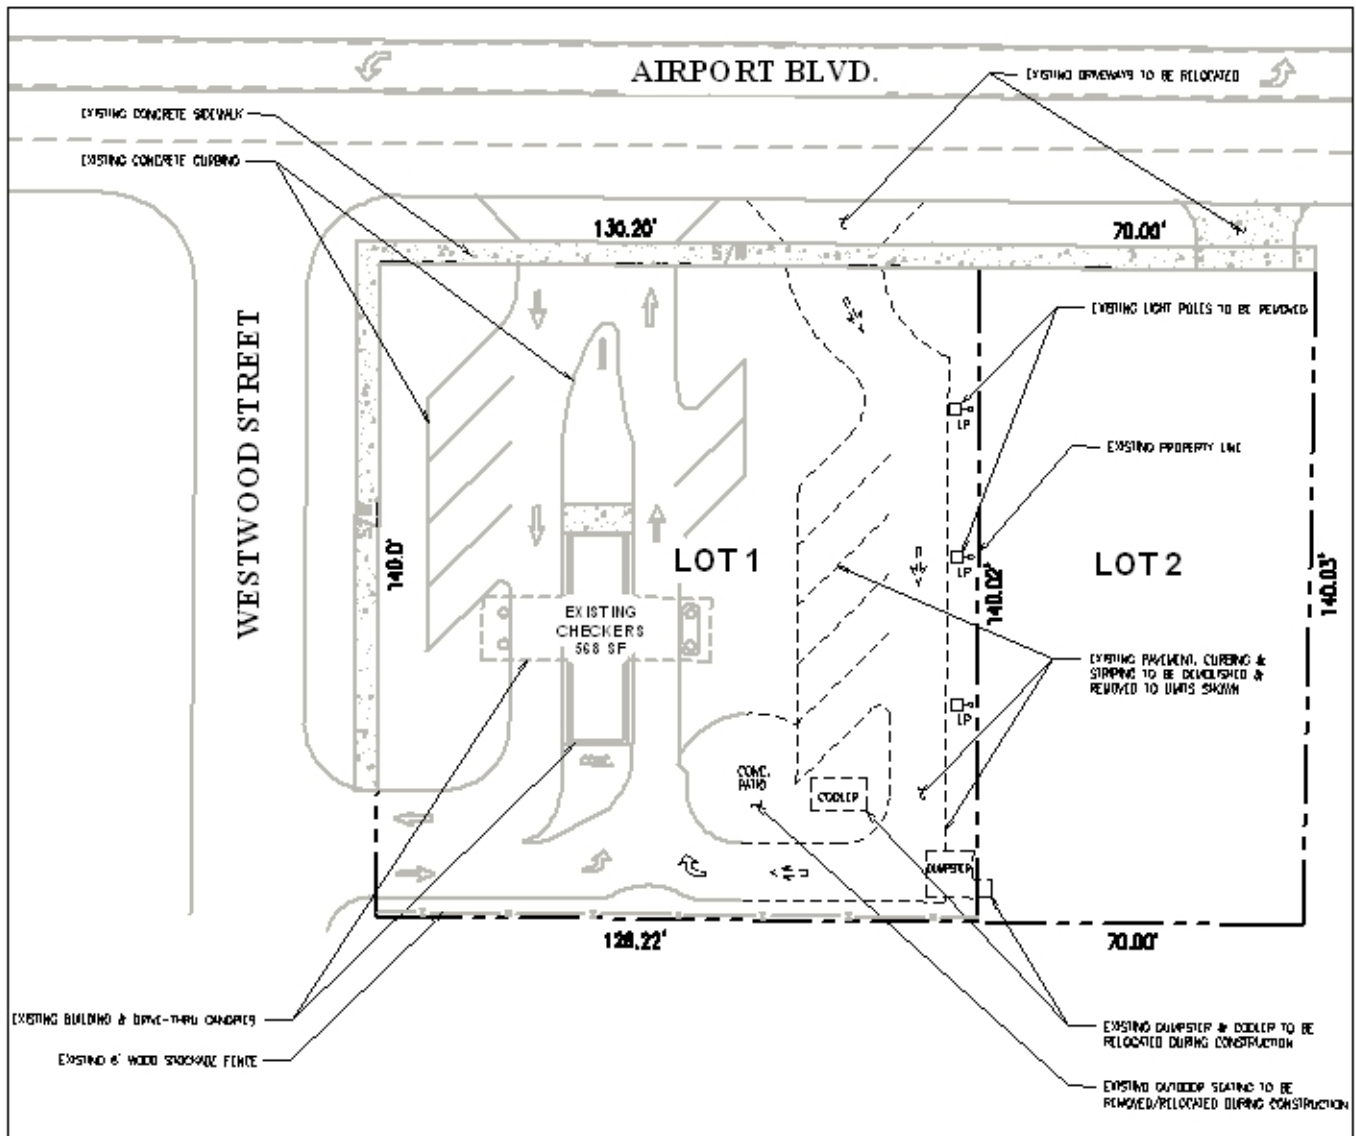 AIRPORT BLVD.
EXISTING DRIVEWAYS TO BE RELOCATED
EXISTING CONCRETE SIDEWALK
EXISTING CONCRETE CURBING
130.20'
70.00'
S/W
EXISTING LIGHT POLES TO BE REMOVED
WESTWOOD STREET
LP
EXISTING PROPERTY LINE
S/W
140.0'
LOT 1
LP
140.02'
LOT 2
140.03'
EXISTING
CHECKERS
568 SF
EXISTING PAVEMENT, CURBING &
STRIPING TO BE DEMOLISHED &
REMOVED TO LIMITS SHOWN
LP
CONC.
CONC.
PATIO
COOLER
DUMPSTER
128.22'
70.00'
EXISTING BUILDING & DRIVE-THRU CANOPIES
EXISTING 6' WOOD STOCKADE FENCE
EXISTING DUMPSTER & COOLER TO BE
RELOCATED DURING CONSTRUCTION
EXISTING OUTDOOR SEATING TO BE
REMOVED/RELOCATED DURING CONSTRUCTION